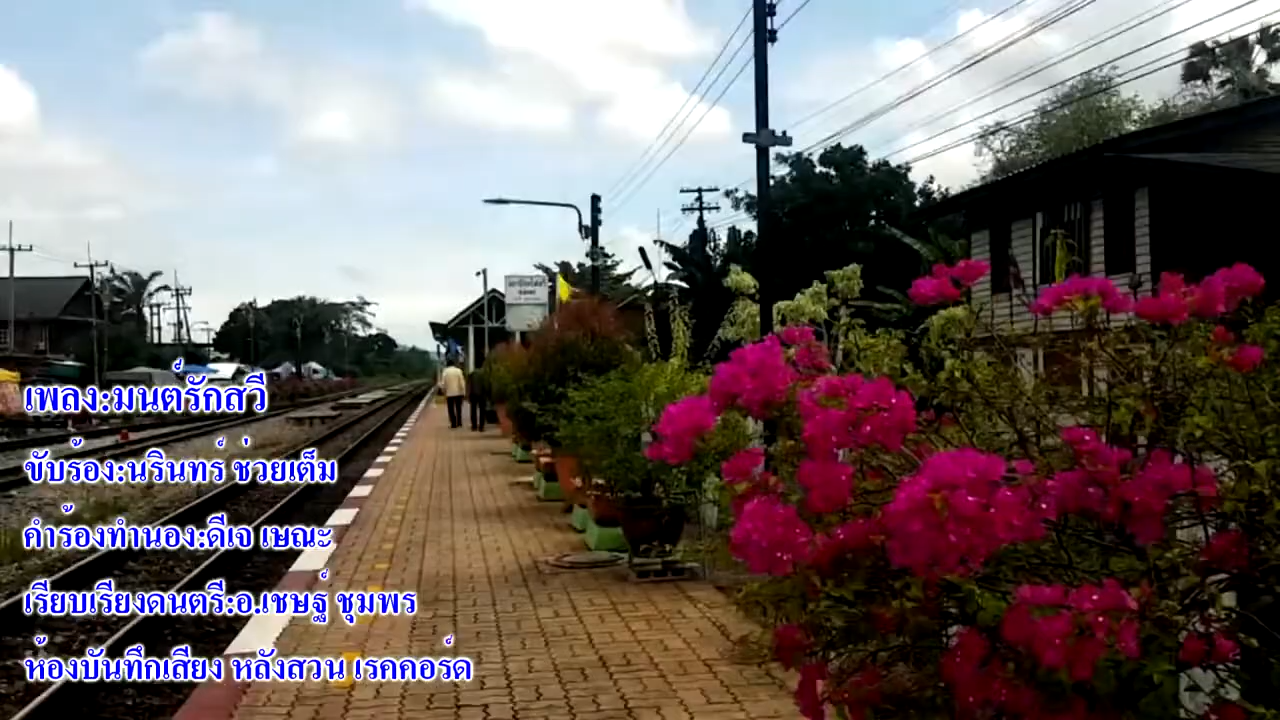 เพลง:มนต์รักสวี
ขับร้อง:นรินทร์ ช่วยเต็ม
คำร้องทำนอง:ดีเจ เษณะ
เรียบเรียงดนตรี:อ.เชษฐ์ ชุมพร
ห้องบันทึกเสียง หลังสวน เรคคอร์ด